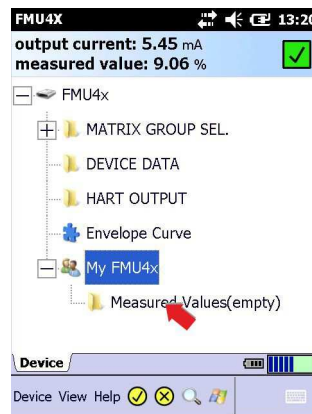 FMU4X 13:20
output current: 5.45 mA
measured value: 9.06 %
FMU4x
MATRIX GROUP SEL.
DEVICE DATA
HART OUTPUT
Envelope Curve
My FMU4x
Measured Values(empty)
Device
Device View Help